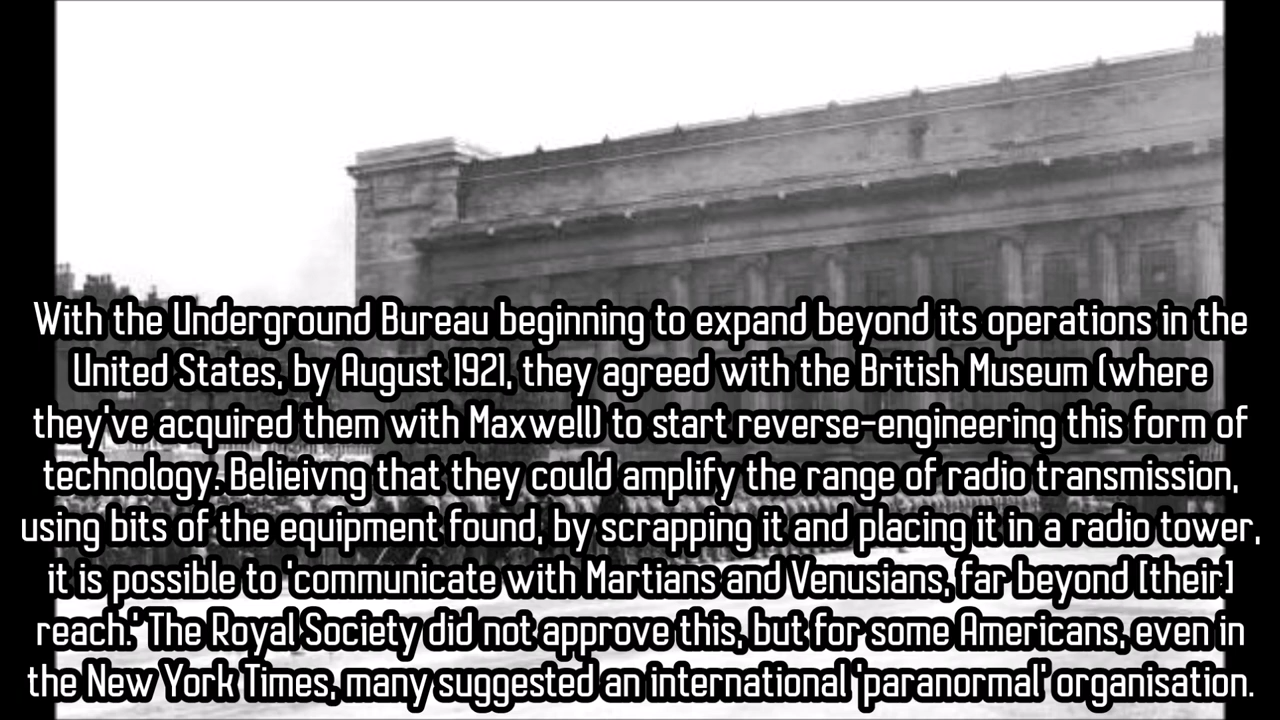 With the Underground Bureau beginning to expand beyond its operations in the
United States, by August 1921, they agreed with the British Museum (where
they've acquired them with Maxwell) to start reverse-engineering this form of
technology. Belieivng that they could amplify the range of radio transmission,
using bits of the equipment found, by scrapping it and placing it in a radio tower,
it is possible to 'communicate with Martians and Venusians, far beyond [their]
reach.' The Royal Society did not approve this, but for some Americans, even in
the New York Times, many suggested an international 'paranormal' organisation.